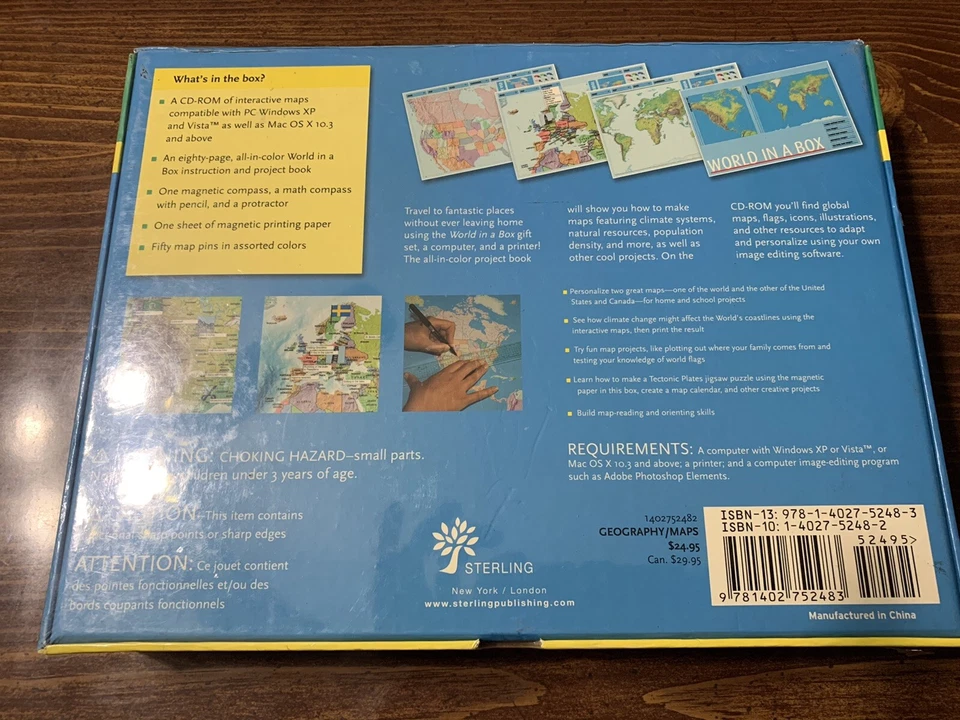 What's in the box?
A CD-ROM of interactive maps
compatible with PC Windows XP
and Vista™ as well as Mac OS X 10.3
and above
An eighty-page, all-in-color World in a
Box instruction and project book
One magnetic compass, a math compass
with pencil, and a protractor
One sheet of magnetic printing paper
Fifty map pins in assorted colors
WORLD IN A BOX
Travel to fantastic places
without ever leaving home
using the World in a Box gift
set, a computer, and a printer!
The all-in-color project book
will show you how to make
maps featuring climate systems,
natural resources, population
density, and more, as well as
other cool projects. On the
CD-ROM you'll find global
maps, flags, icons, illustrations,
and other resources to adapt
and personalize using your own
image editing software.
Personalize two great maps—one of the world and the other of the United
States and Canada—for home and school projects
See how climate change might affect the World's coastlines using the
interactive maps, then print the result
Try fun map projects, like plotting out where your family comes from and
testing your knowledge of world flags
Learn how to make a Tectonic Plates jigsaw puzzle using the magnetic
paper in this box, create a map calendar, and other creative projects
Build map-reading and orienting skills
CHOKING HAZARD—small parts.
children under 3 years of age.
This item contains
points or sharp edges
ATTENTION: Ce jouet contient
des pointes fonctionnelles et/ou des
bords coupants fonctionnels
REQUIREMENTS: A computer with Windows XP or Vista™, or
Mac OS X 10.3 and above; a printer; and a computer image-editing program
such as Adobe Photoshop Elements.
STERLING
New York / London
www.sterlingpublishing.com
1402752482
GEOGRAPHY/MAPS
$24.95
Can. $29.95
ISBN-13: 978-1-4027-5248-3
ISBN-10: 1-4027-5248-2
52495>
9 781402 752483
Manufactured in China